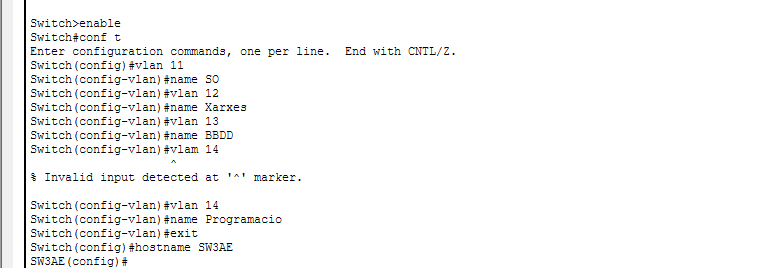 Switch>enable
Switch#conf t
Enter configuration commands, one per line.  End with CNTL/Z.
Switch(config)#vlan 11
Switch(config-vlan)#name SO
Switch(config-vlan)#vlan 12
Switch(config-vlan)#name Xarxes
Switch(config-vlan)#vlan 13
Switch(config-vlan)#name BBDD
Switch(config-vlan)#vlam 14
^
% Invalid input detected at '^' marker.
Switch(config-vlan)#vlan 14
Switch(config-vlan)#name Programacio
Switch(config-vlan)#exit
Switch(config)#hostname SW3AE
SW3AE(config)#